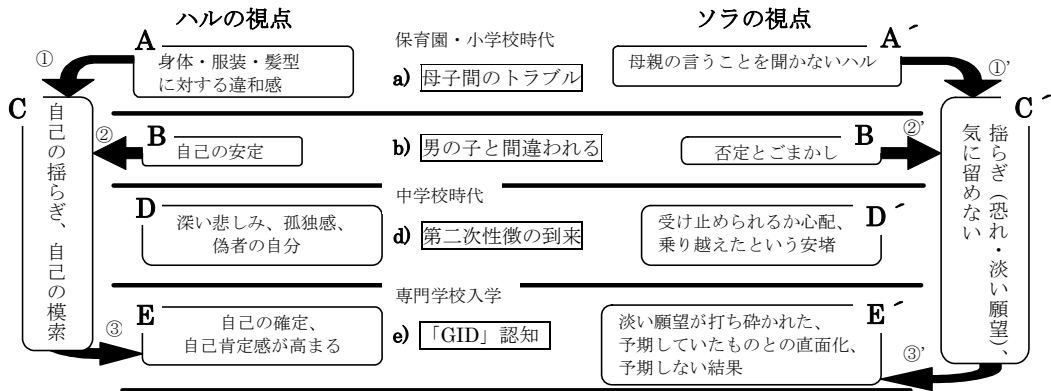 ハルの視点
ソラの視点
保育園・小学校時代
A
身体・服装・髪型
に対する違和感
a) 母子間のトラブル
母親の言うことを聞かないハル
A´
①
①’
C
自己の揺らぎ、自己の模索
C´
揺らぎ（恐れ・淡い願望）、
気に留めない
②
B
自己の安定
b) 男の子と間違われる
否定とごまかし
B´
②’
中学校時代
D
深い悲しみ、孤独感、
偽者の自分
d) 第二次性徴の到来
受け止められるか心配、
乗り越えたという安堵
D´
専門学校入学
③
E
自己の確定、
自己肯定感が高まる
e) 「GID」認知
淡い願望が打ち砕かれた、
予期していたものとの直面化、
予期しない結果
E´
③’